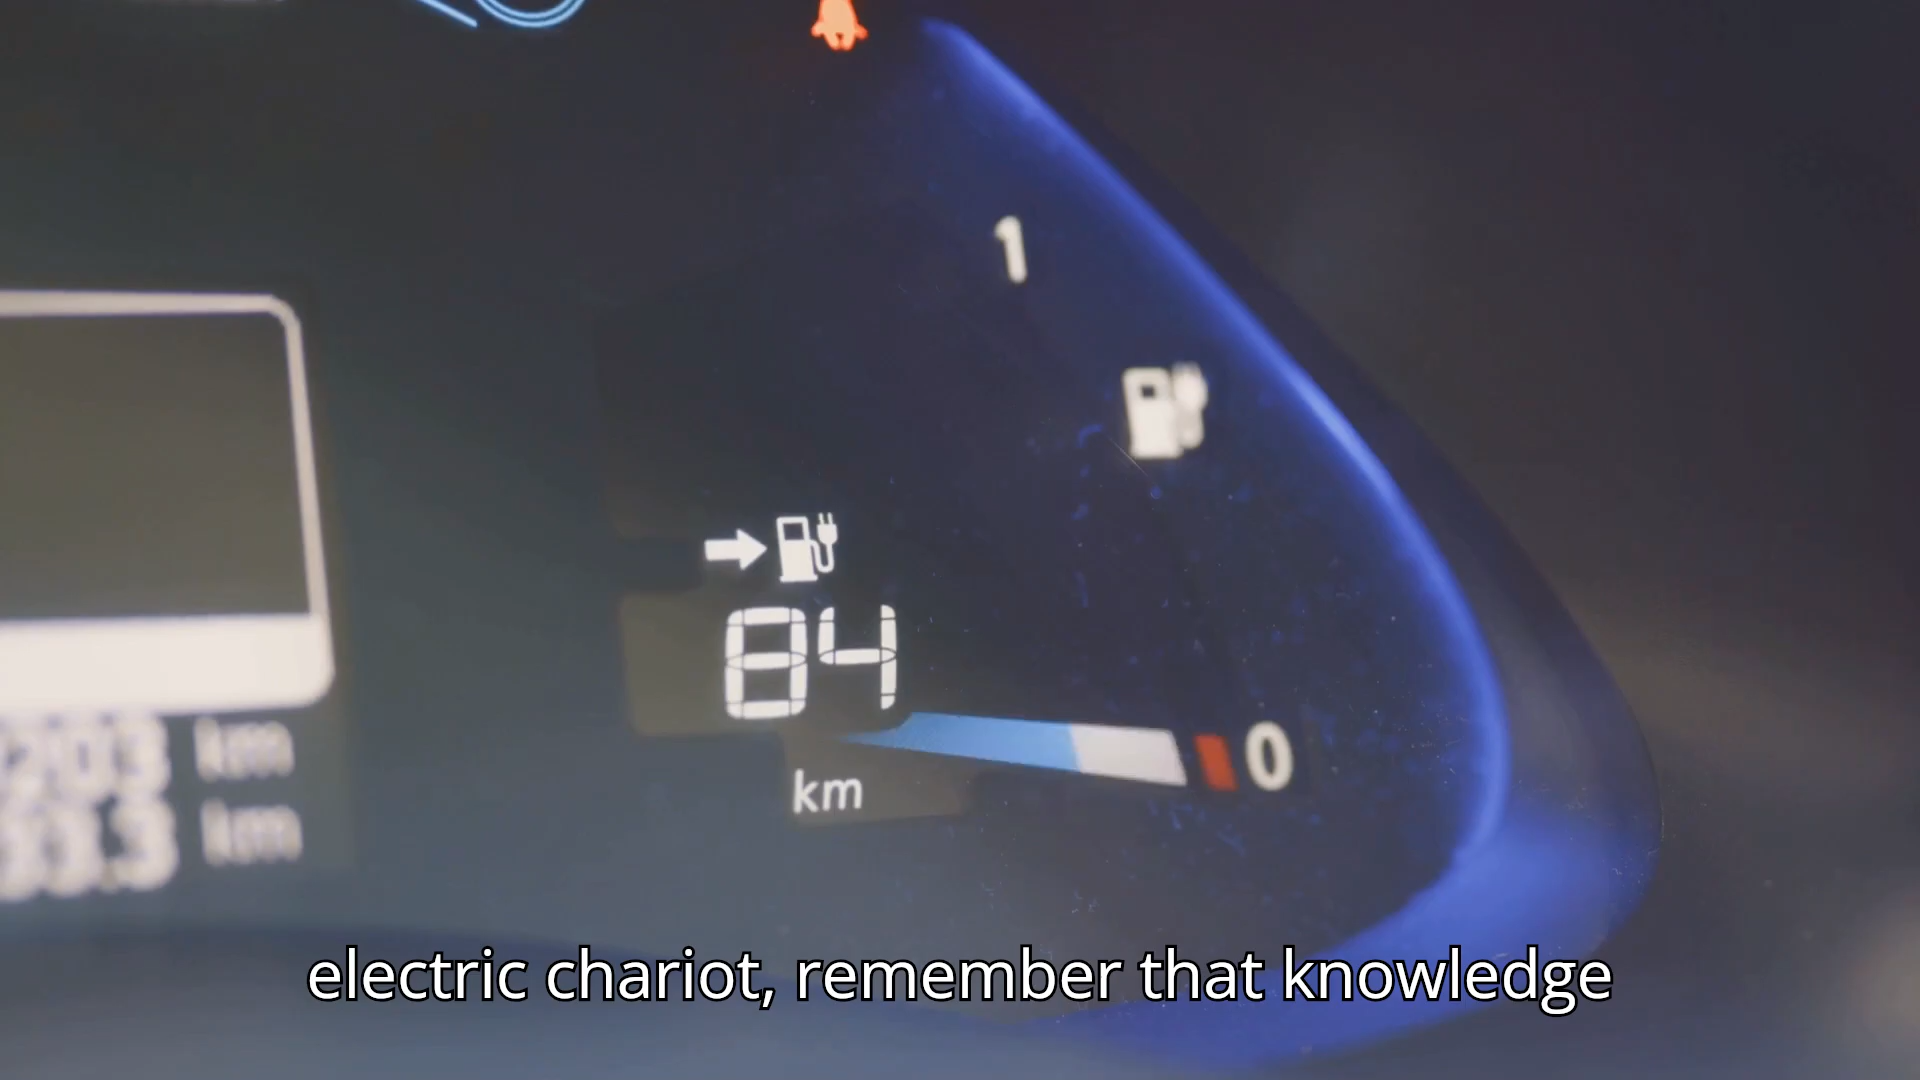 1
84
0
km
km
km
electric chariot, remember that knowledge